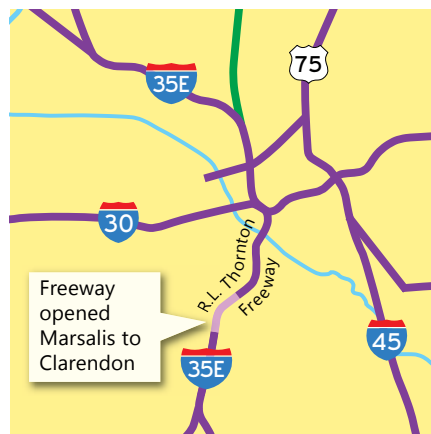 75
35E
30
R.L. Thornton
Freeway
Freeway
opened
Marsalis to
Clarendon
45
35E